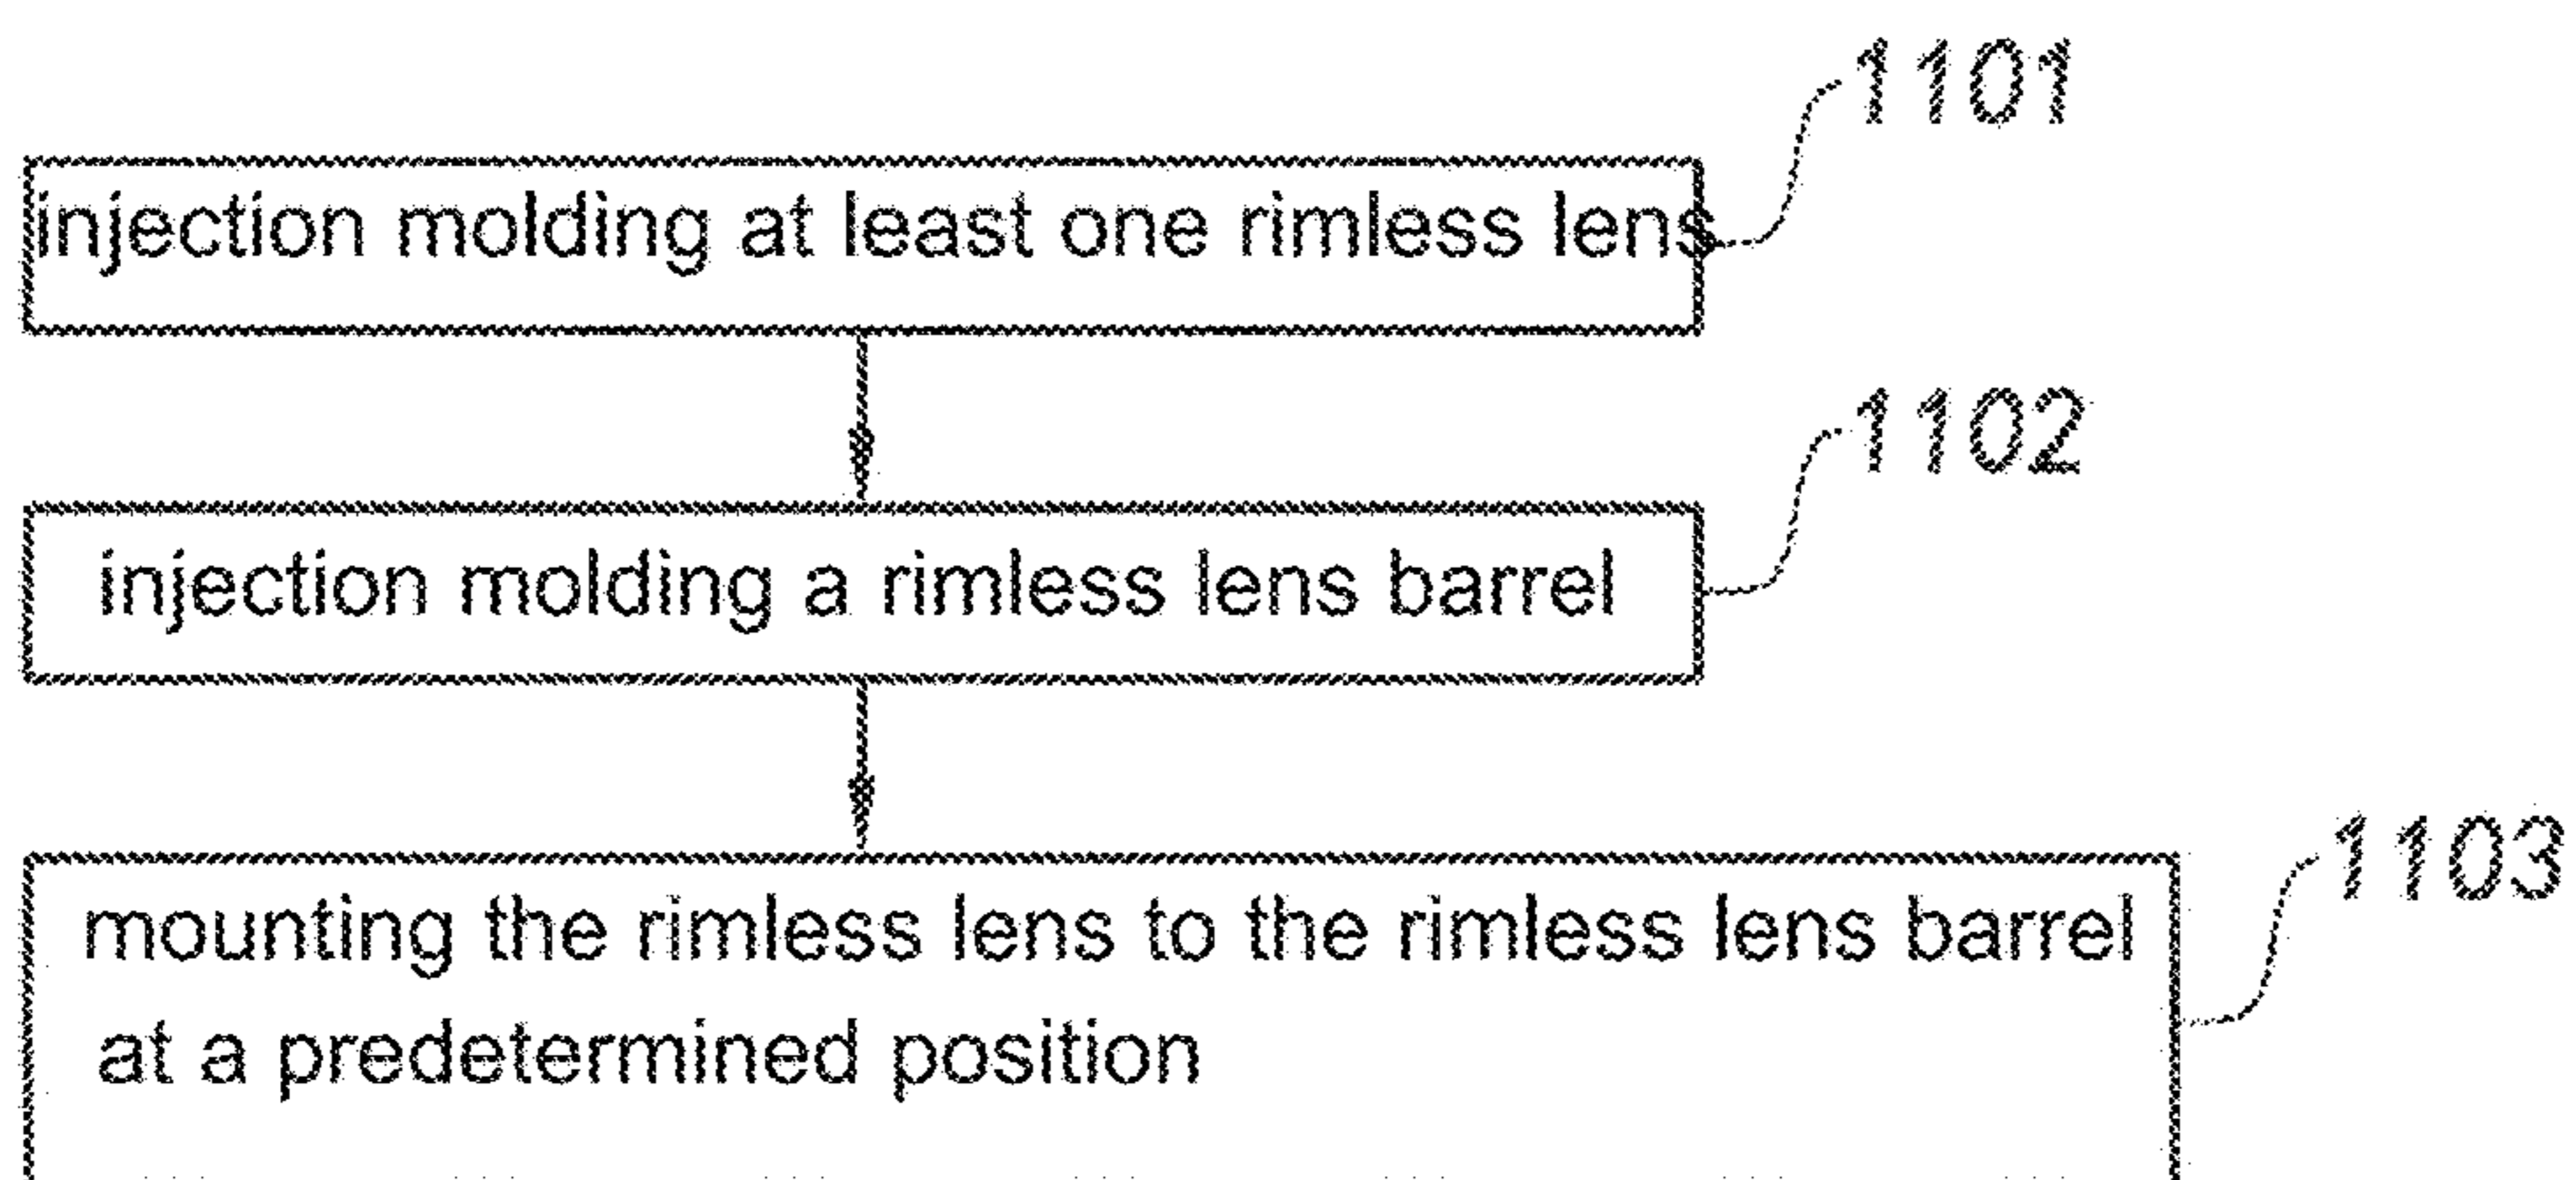 1101
injection molding at least one rimless lens
1102
injection molding a rimless lens barrel
1103
mounting the rimless lens to the rimless lens barrel
at a predetermined position